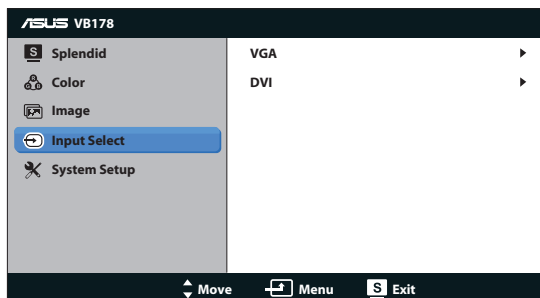 ASUS VB178
S Splendid
Color
Image
Input Select
System Setup
VGA
DVI
Move Menu S Exit